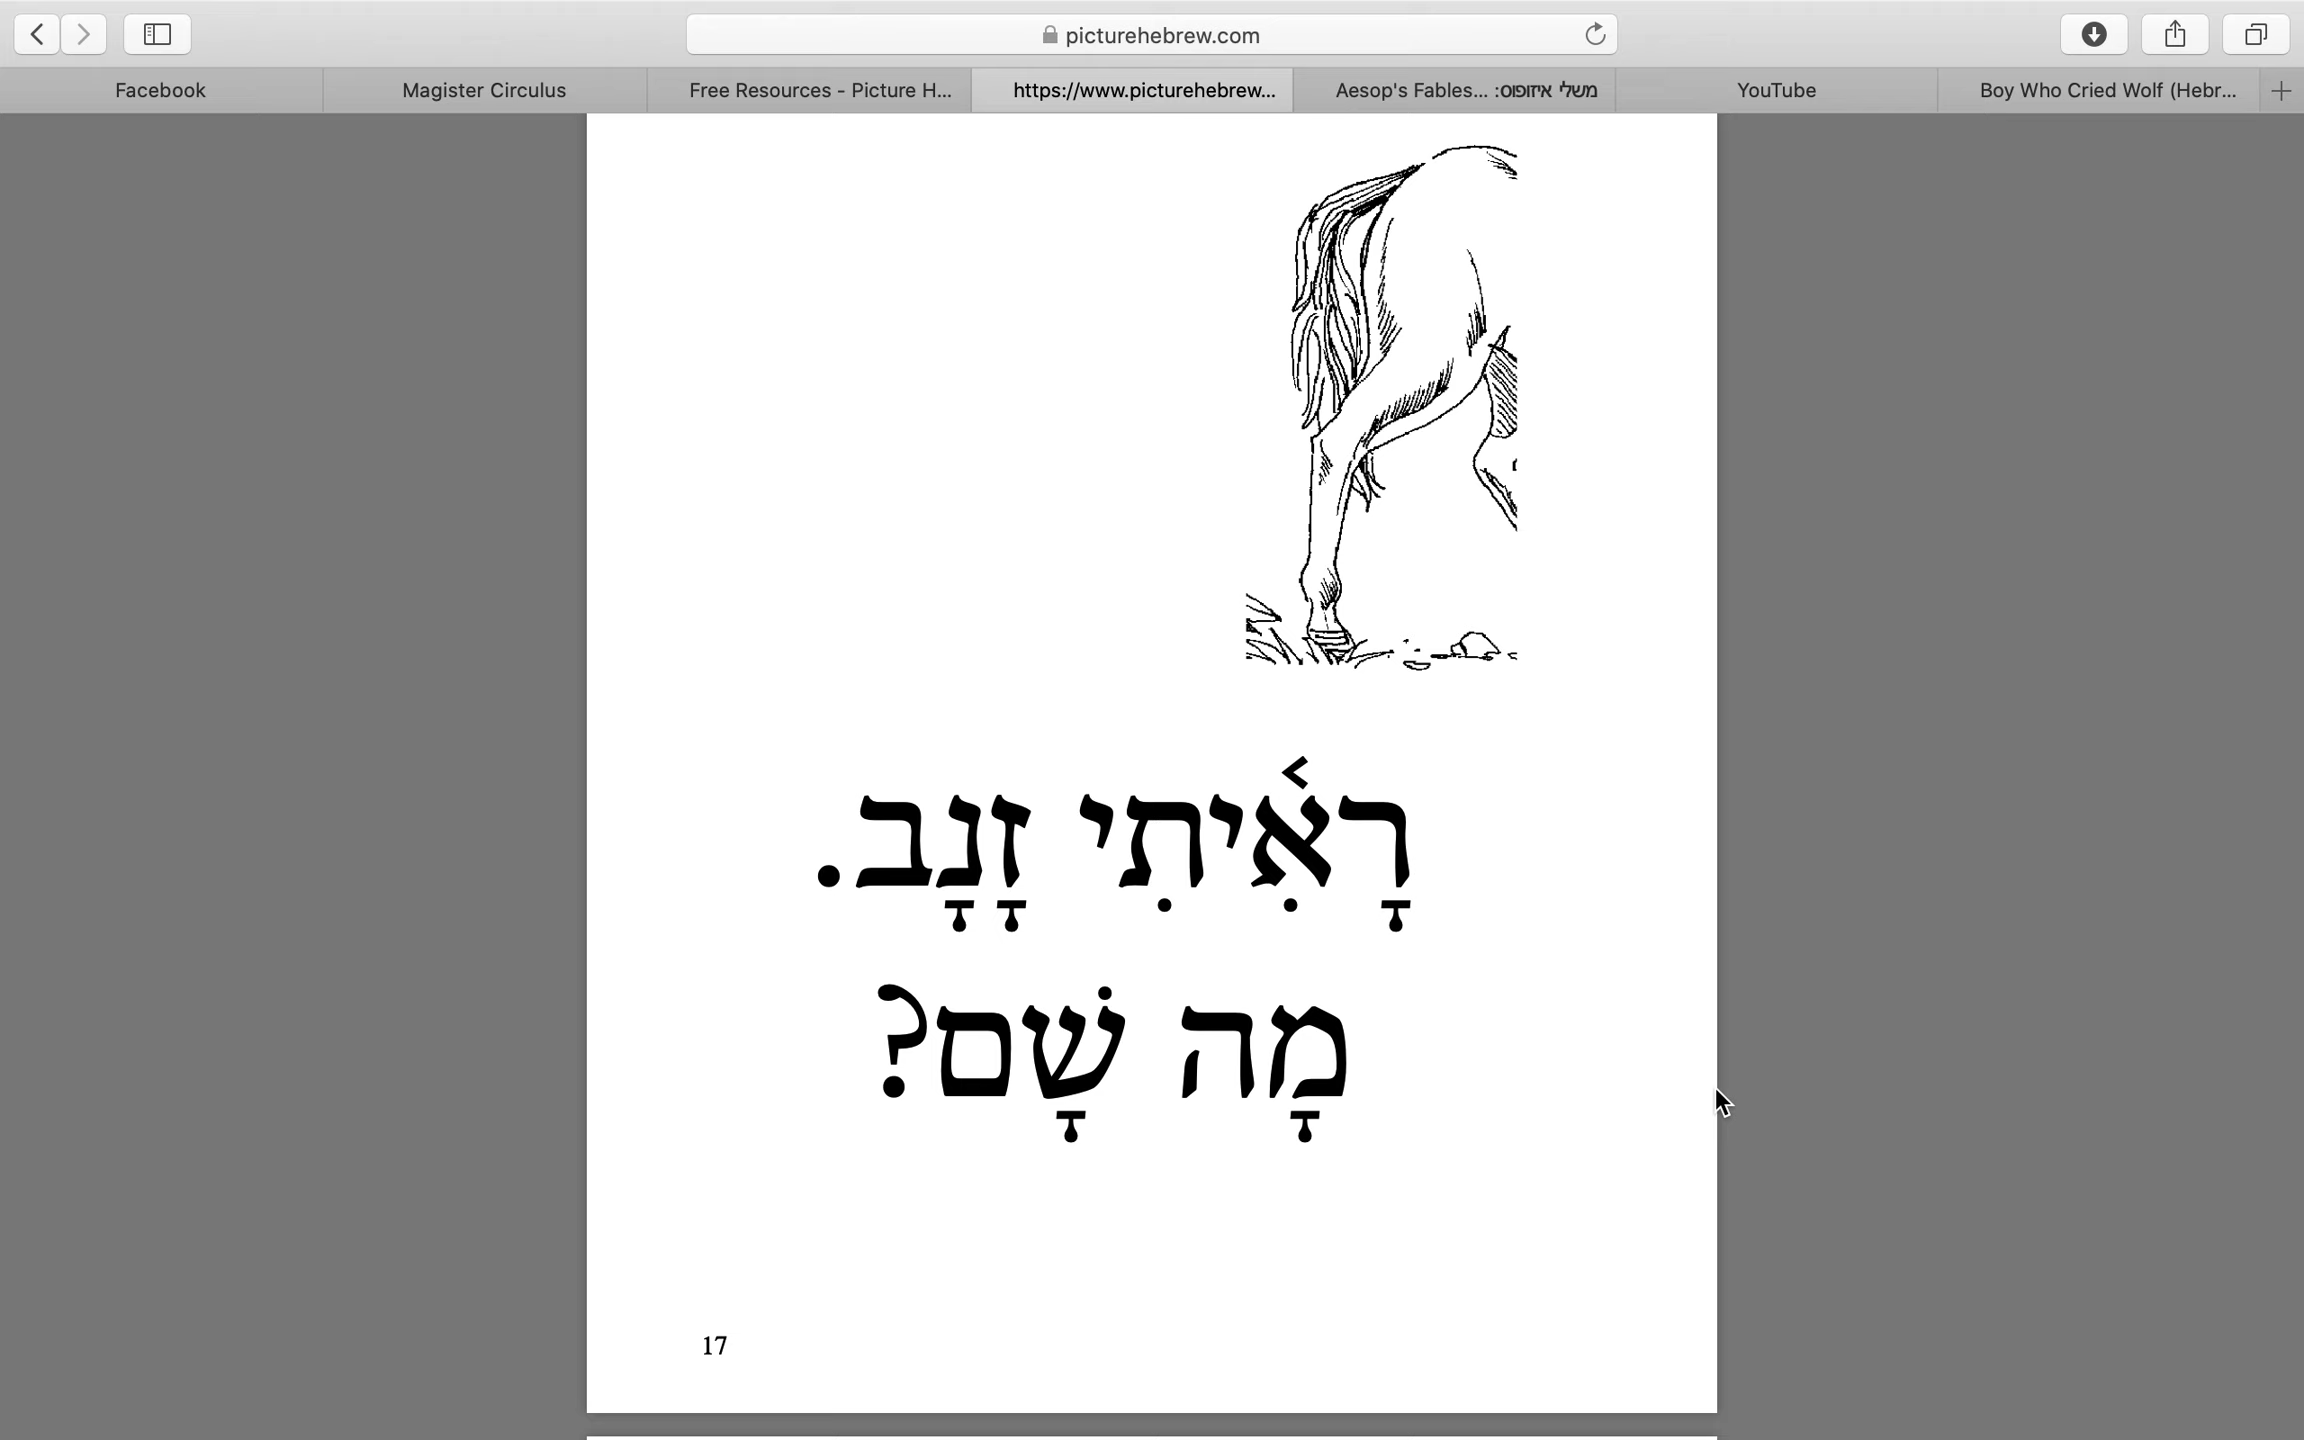 picturehebrew.com
Facebook
Magister Circulus
Free Resources - Picture H...
https://www.picturehebrew...
Aesop's Fables... :משלי איזופוס
YouTube
Boy Who Cried Wolf (Hebr...
רָאִ֫יתִי זָנָב.
מָה שָׁם?
17